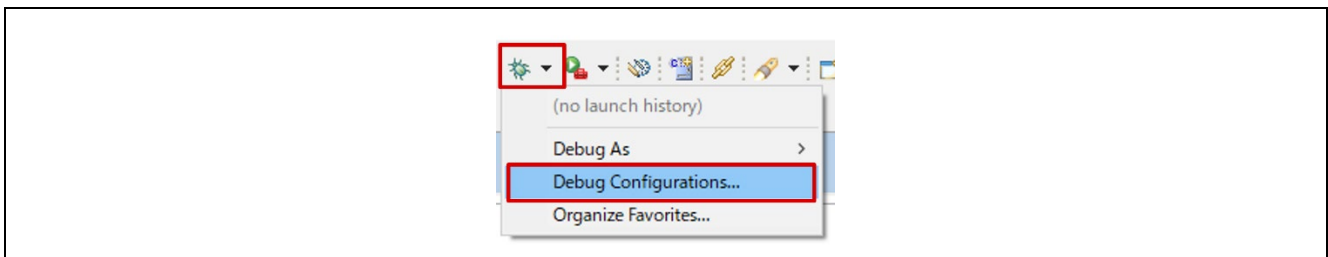 (no launch history)
Debug As
Debug Configurations...
Organize Favorites...